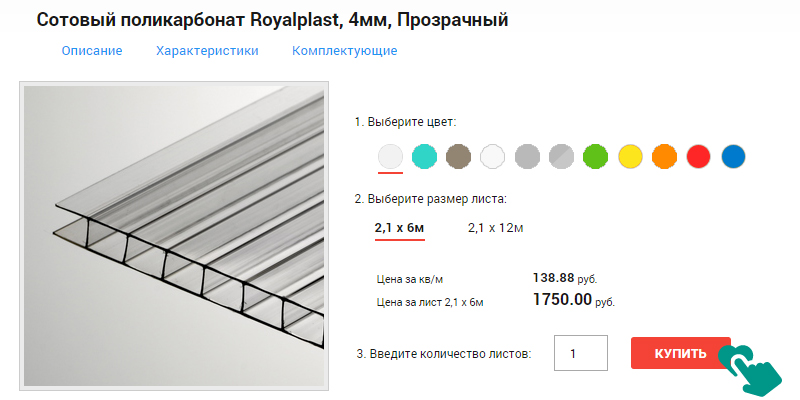 Сотовый поликарбонат Royalplast, 4мм, Прозрачный
Описание Характеристики Комплектующие
1. Выберите цвет:
2. Выберите размер листа:
2,1 x 6м 2,1 x 12м
Цена за кв/м 138.88 руб.
Цена за лист 2,1 x 6м 1750.00 руб.
3. Введите количество листов: 1 КУПИТЬ